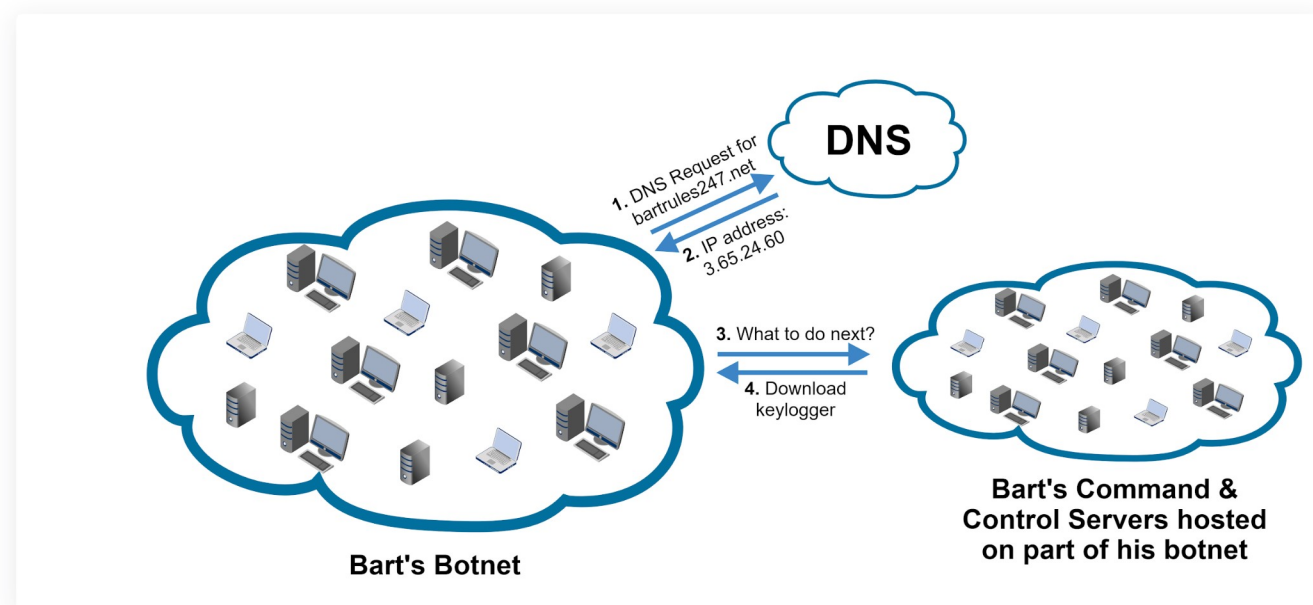 DNS
1. DNS Request for
bartrules247.net
2. IP address:
3.65.24.60
3. What to do next?
4. Download
keylogger
Bart's Botnet
Bart's Command &
Control Servers hosted
on part of his botnet